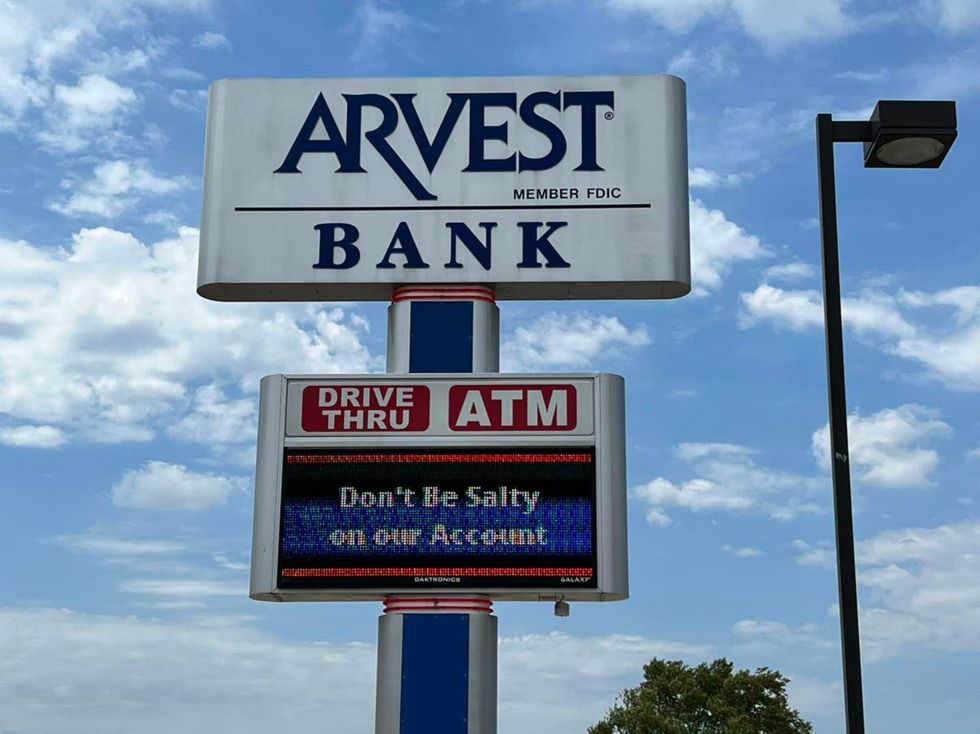 ARVEST®
MEMBER FDIC
BANK
DRIVE THRU
ATM
Don't Be Salty
on our Account
DAKTRONICS
GALAXY